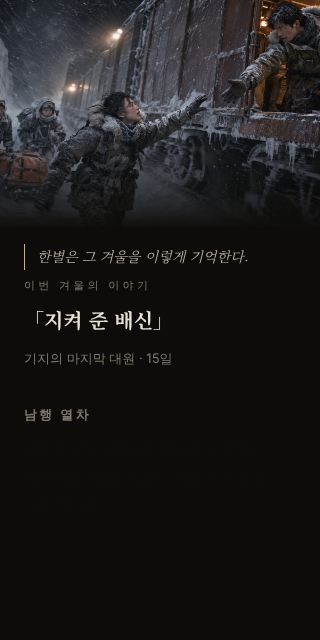 한별은 그 겨울을 이렇게 기억한다.
이번 겨울의 이야기
「지켜 준 배신」
기지의 마지막 대원 · 15일
남행 열차